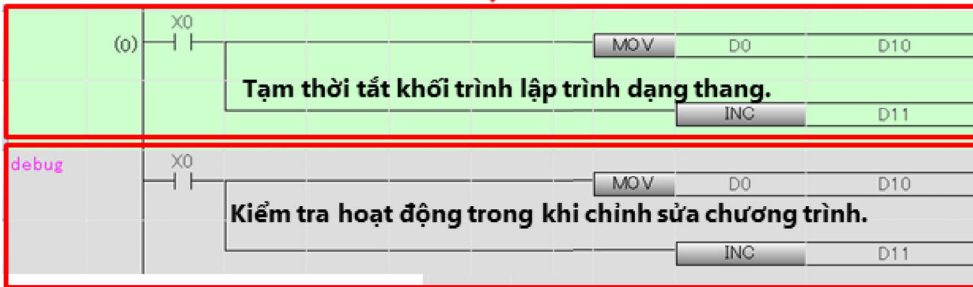 X0
(0) MOV D0 D10
Tạm thời tắt khối trình lập trình dạng thang.
INC D11
debug X0
MOV D0 D10
Kiểm tra hoạt động trong khi chỉnh sửa chương trình.
INC D11